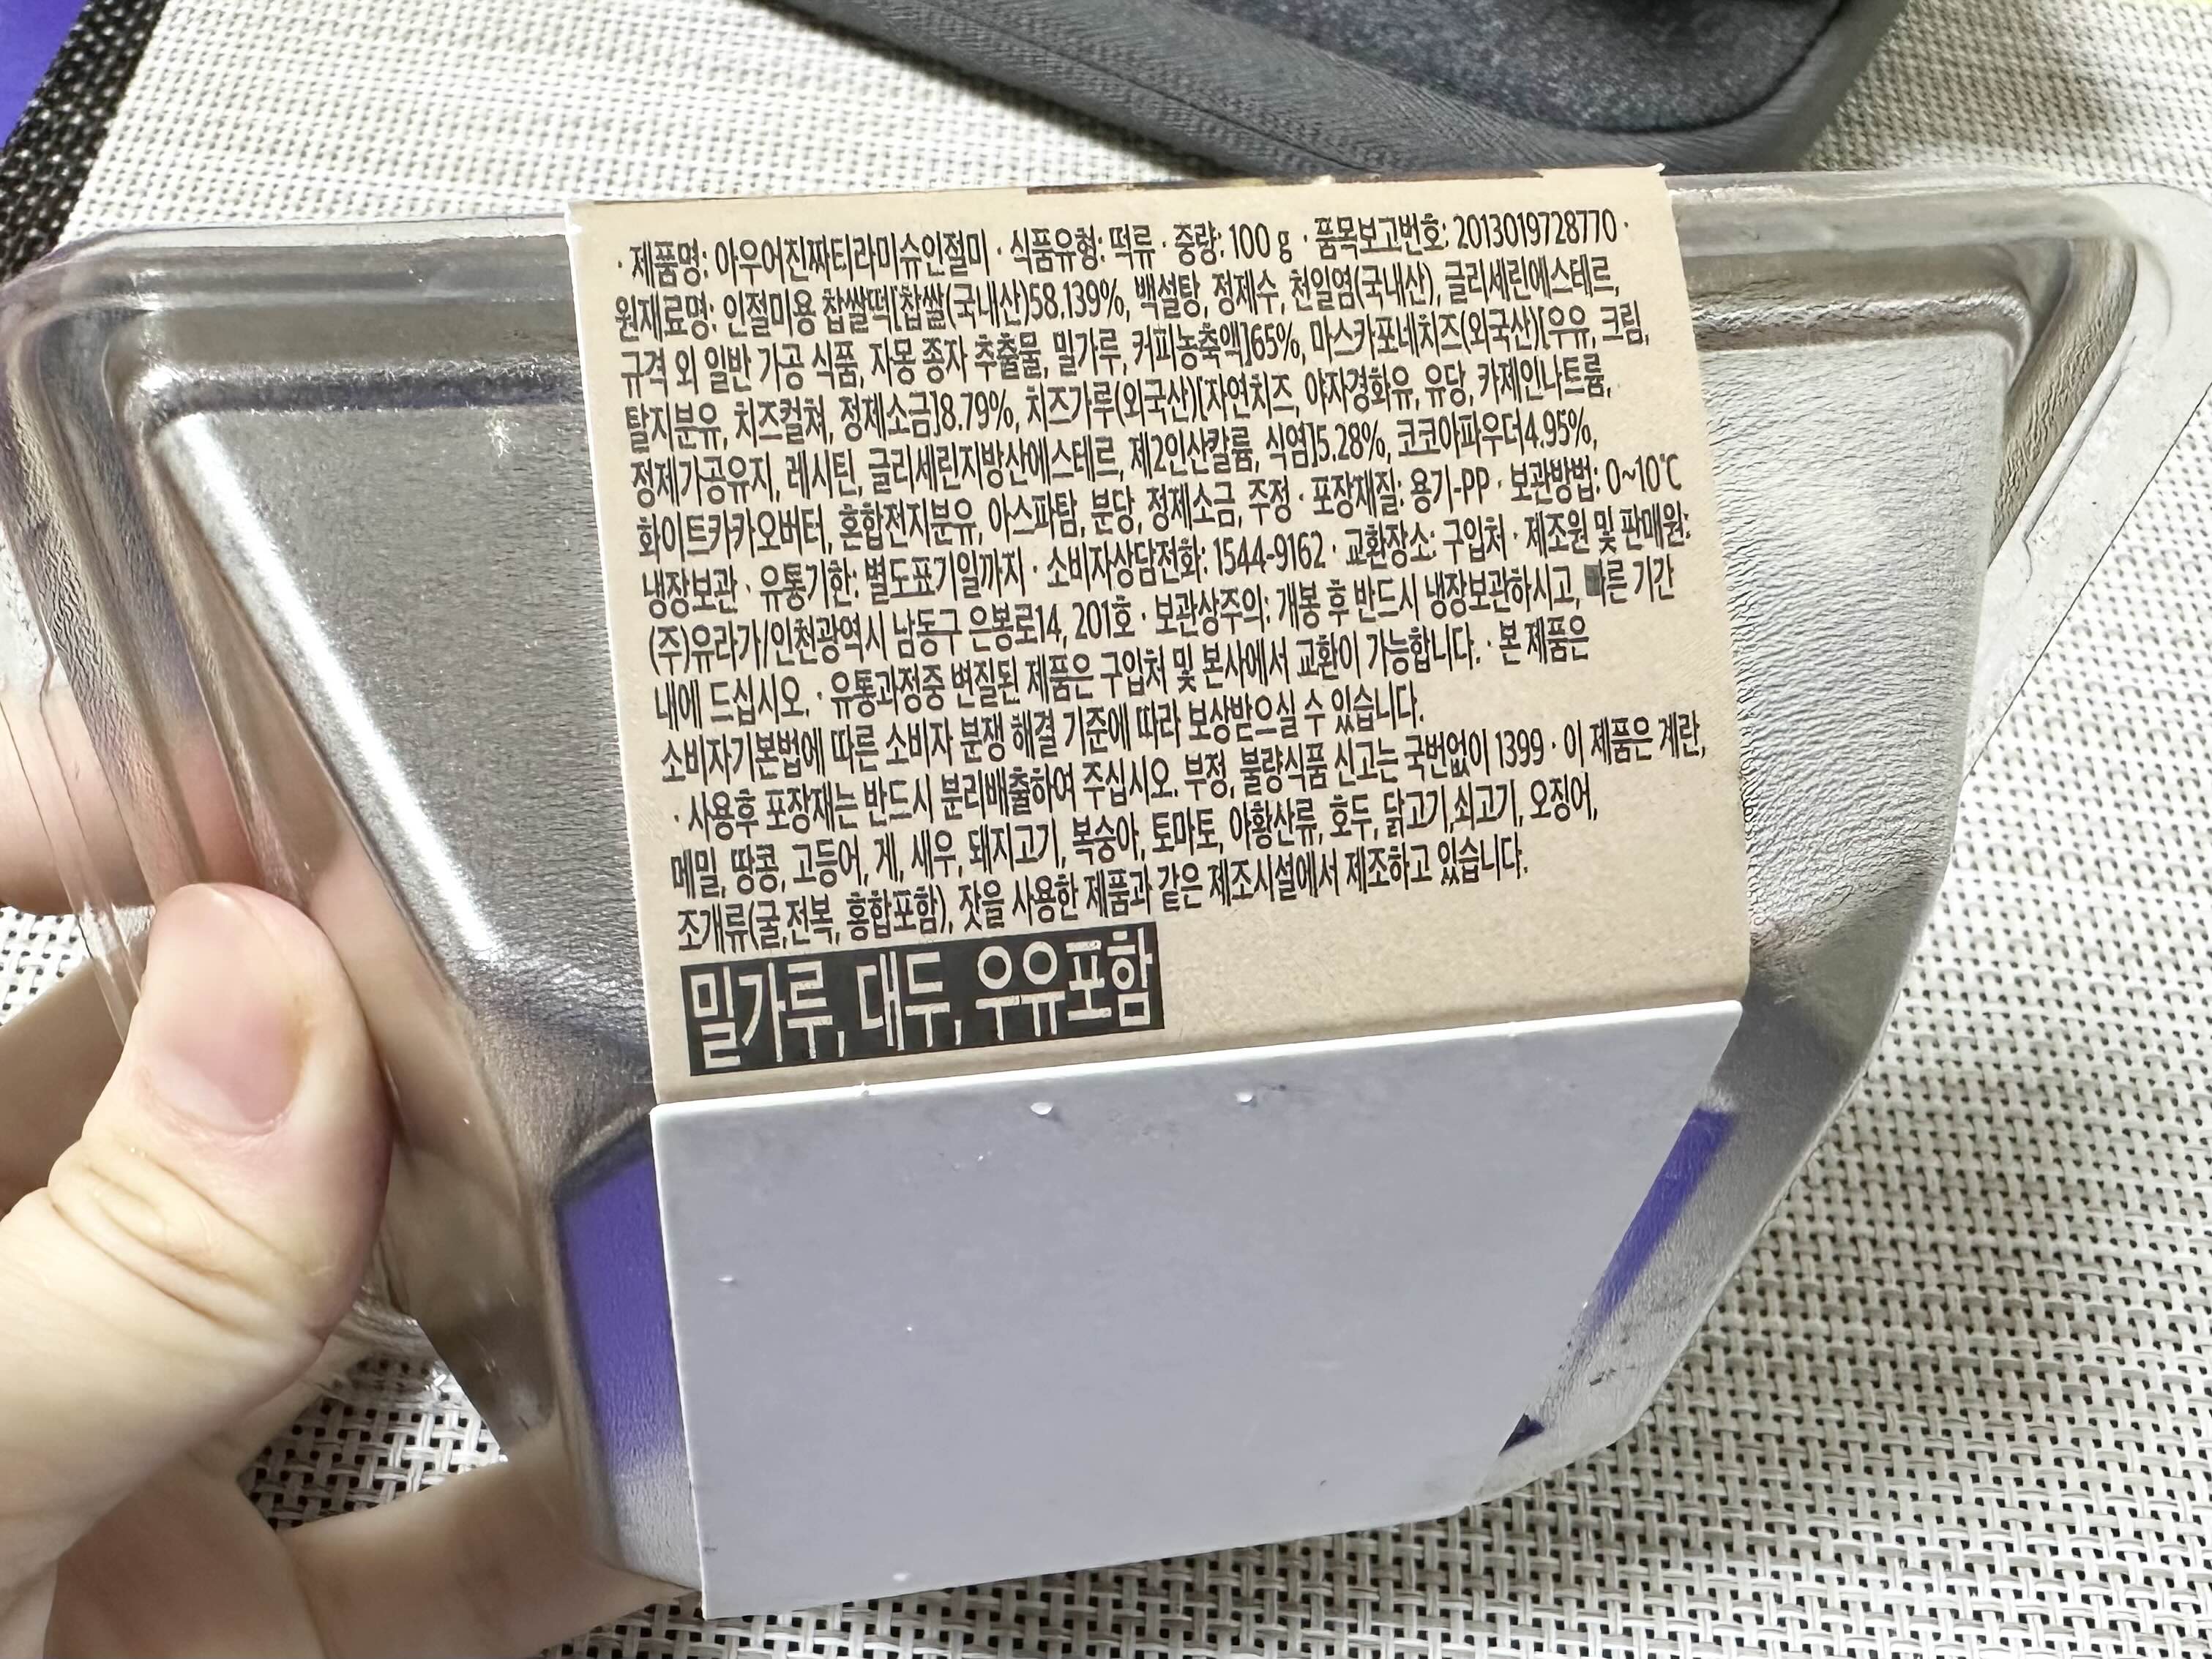 · 제품명: 아우어진짜티라미슈인절미 · 식품유형: 떡류 · 중량: 100 g · 품목보고번호: 2013019728770 ·
원재료명: 인절미용 찹쌀떡[찹쌀(국내산)58.139%, 백설탕, 정제수, 천일염(국내산), 글리세린에스테르,
규격 외 일반 가공 식품, 자몽 종자 추출물, 밀가루, 커피농축액]65%, 마스카포네치즈(외국산)[우유, 크림,
탈지분유, 치즈컬쳐, 정제소금]8.79%, 치즈가루(외국산)[자연치즈, 야자경화유, 유당, 카제인나트륨,
정제가공유지, 레시틴, 글리세린지방산에스테르, 제2인산칼륨, 식염]5.28%, 코코아파우더4.95%,
화이트카카오버터, 혼합전지분유, 아스파탐, 분당, 정제소금, 주정 · 포장재질: 용기-PP · 보관방법: 0~10℃
냉장보관 · 유통기한: 별도표기일까지 · 소비자상담전화: 1544-9162 · 교환장소: 구입처 · 제조원 및 판매원:
(주)유라가/인천광역시 남동구 은봉로14, 201호 · 보관상주의: 개봉 후 반드시 냉장보관하시고, 빠른 기간
내에 드십시오. · 유통과정중 변질된 제품은 구입처 및 본사에서 교환이 가능합니다. · 본 제품은
소비자기본법에 따른 소비자 분쟁 해결 기준에 따라 보상받으실 수 있습니다.
· 사용후 포장재는 반드시 분리배출하여 주십시오. 부정, 불량식품 신고는 국번없이 1399 · 이 제품은 계란,
메밀, 땅콩, 고등어, 게, 새우, 돼지고기, 복숭아, 토마토, 아황산류, 호두, 닭고기,쇠고기, 오징어,
조개류(굴,전복, 홍합포함), 잣을 사용한 제품과 같은 제조시설에서 제조하고 있습니다.
밀가루, 대두, 우유포함